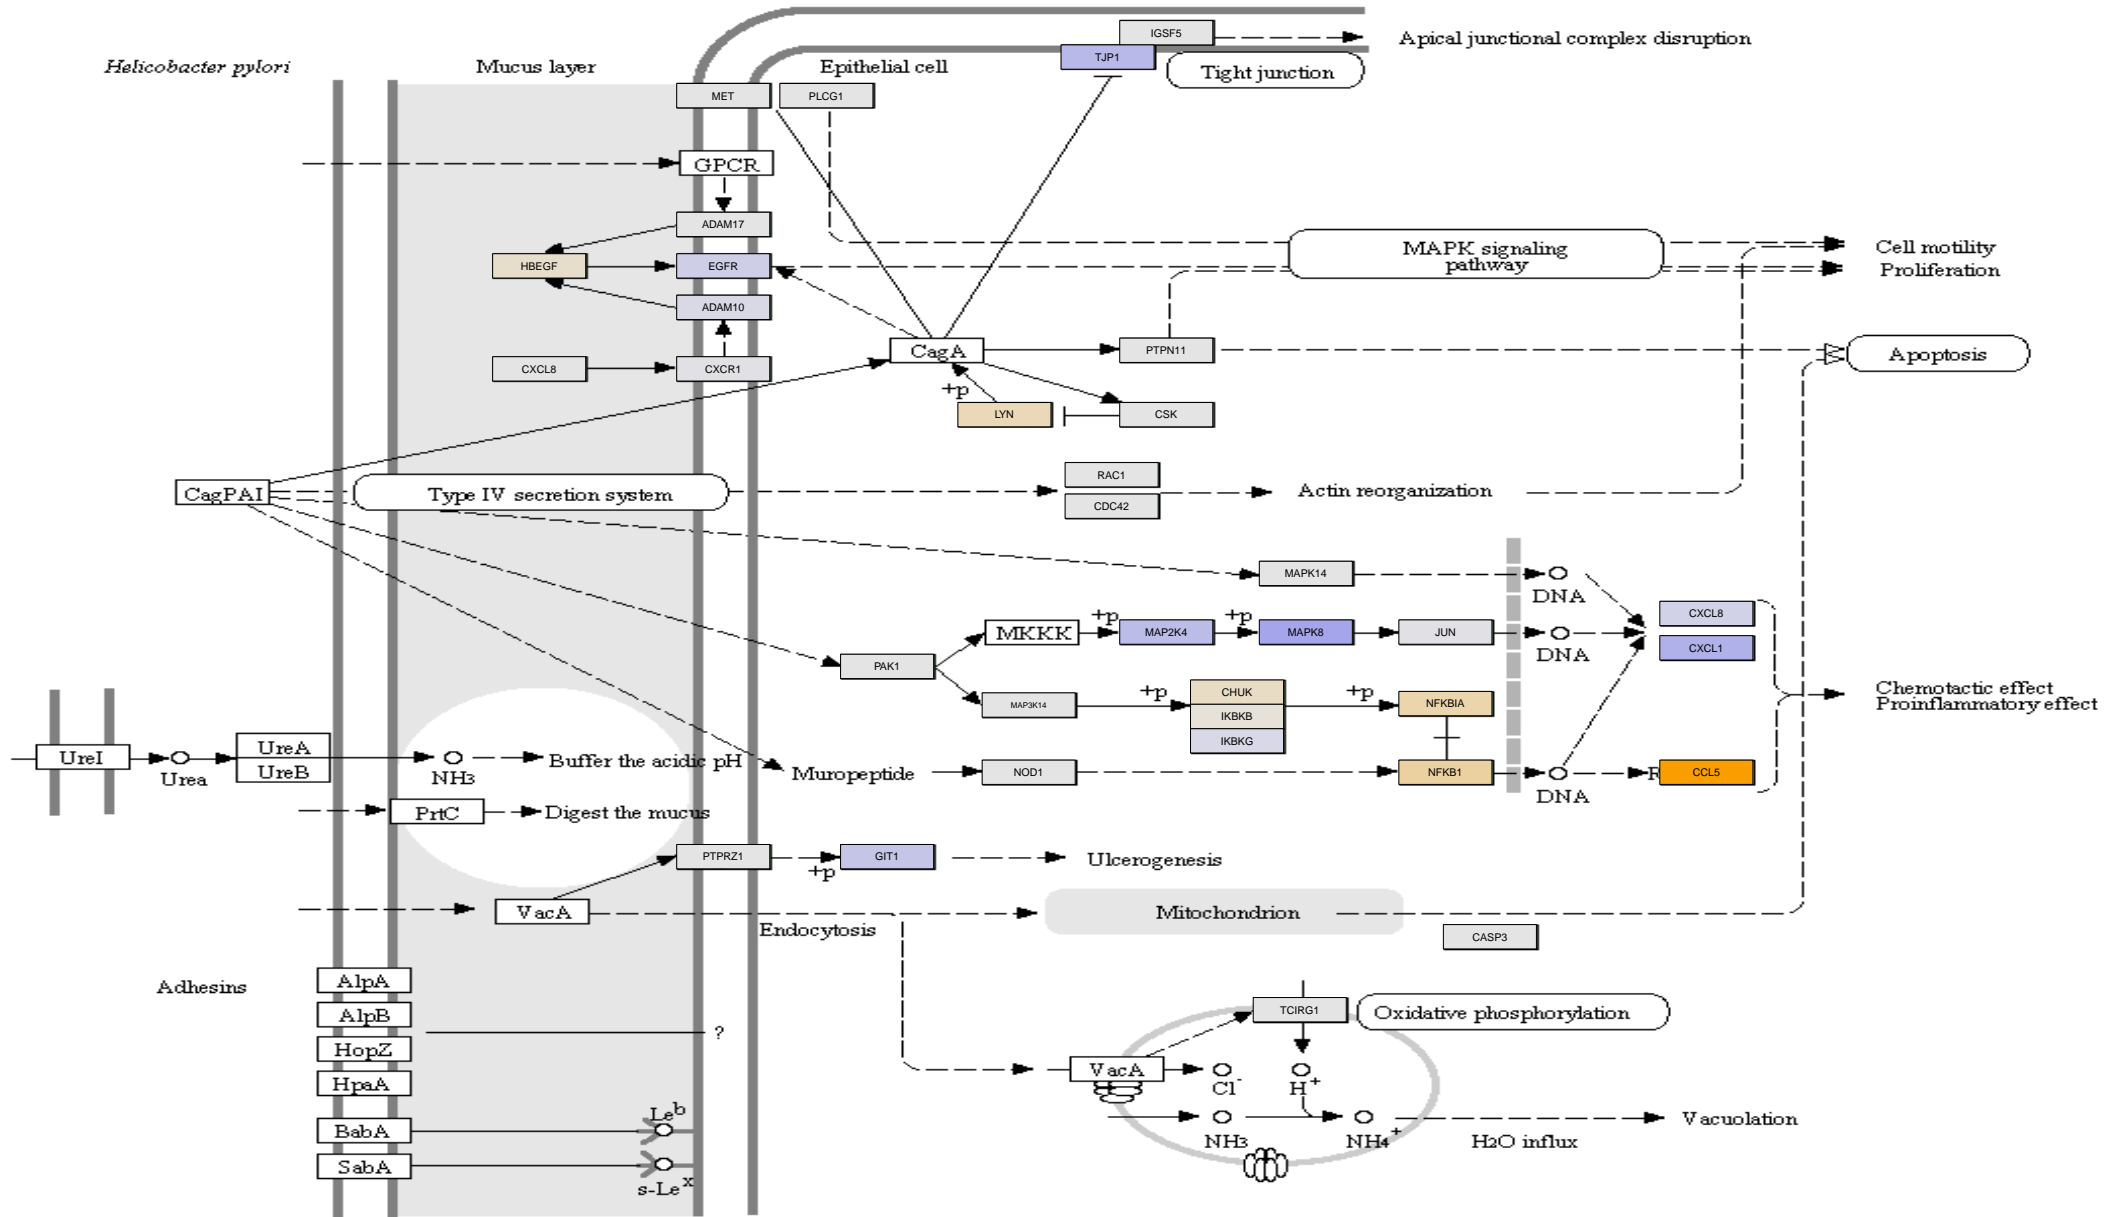 IGSF5
Apical junctional complex disruption
Helicobacter pylori
Mucus layer
Epithelial cell
TJP1
Tight junction
MET
PLCG1
GPCR
ADAM17
HBEGF
EGFR
MAPK signaling
pathway
Cell motility
Proliferation
ADAM10
CagA
PTPN11
Apoptosis
CXCL8
CXCR1
+p
LYN
CSK
CagPAI
Type IV secretion system
RAC1
CDC42
Actin reorganization
MAPK14
DNA
CXCL8
+p
+p
MKKK
MAP2K4
MAPK8
JUN
DNA
CXCL1
PAK1
MAP3K14
+p
CHUK
IKBKB
IKBKG
+p
NFKBIA
Chemotactic effect
Proinflammatory effect
UreI
Urea
UreA
UreB
NH3
Buffer the acidic pH
Muropeptide
NOD1
NFKB1
DNA
R
CCL5
PrtC
Digest the mucus
PTPRZ1
+p
GIT1
Ulcerogenesis
VacA
Endocytosis
Mitochondrion
CASP3
Adhesins
AlpA
AlpB
HopZ
HpaA
?
TCIRG1
Oxidative phosphorylation
VacA
Cl-
H+
BabA
Leb
NH3
NH4+
H2O influx
Vacuolation
SabA
s-Lex